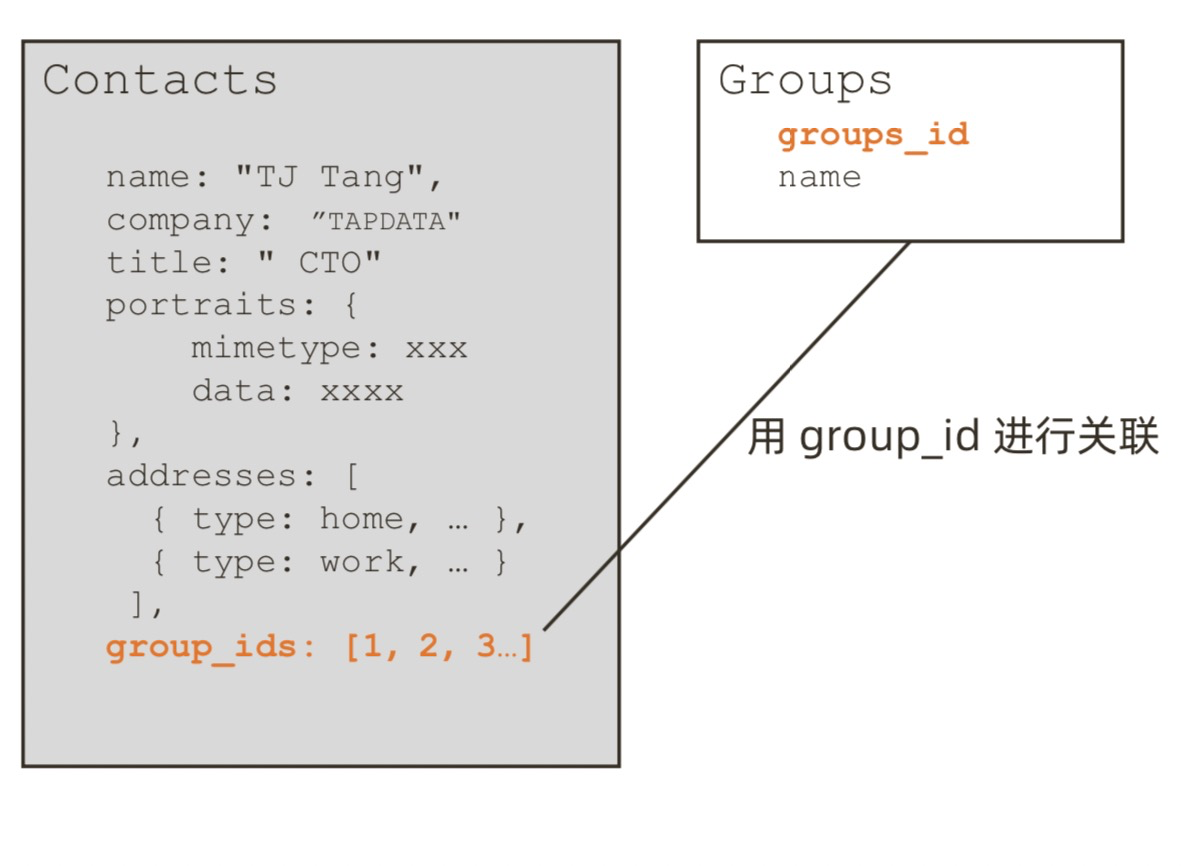 Contacts
name: "TJ Tang",
company: ”TAPDATA"
title: " CTO"
portraits: {
mimetype: xxx
data: xxxx
},
addresses: [
{ type: home, … },
{ type: work, … }
],
group_ids: [1, 2, 3…]
Groups
groups_id
name
用 group_id 进行关联